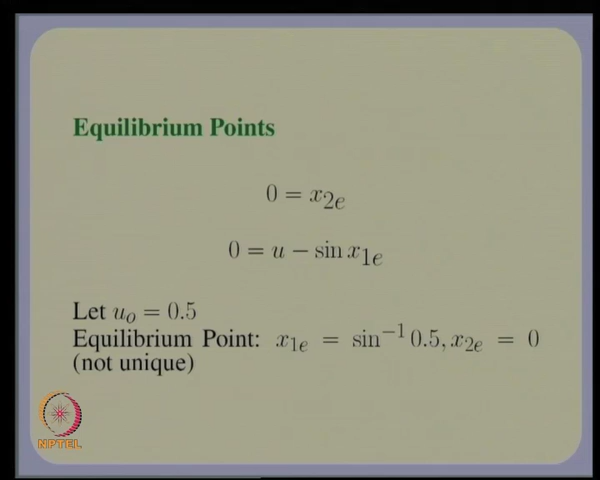 Equilibrium Points
0 = x2e
0 = u − sin x1e
Let uo = 0.5
Equilibrium Point: x1e = sin−1 0.5, x2e = 0
(not unique)
NPTEL